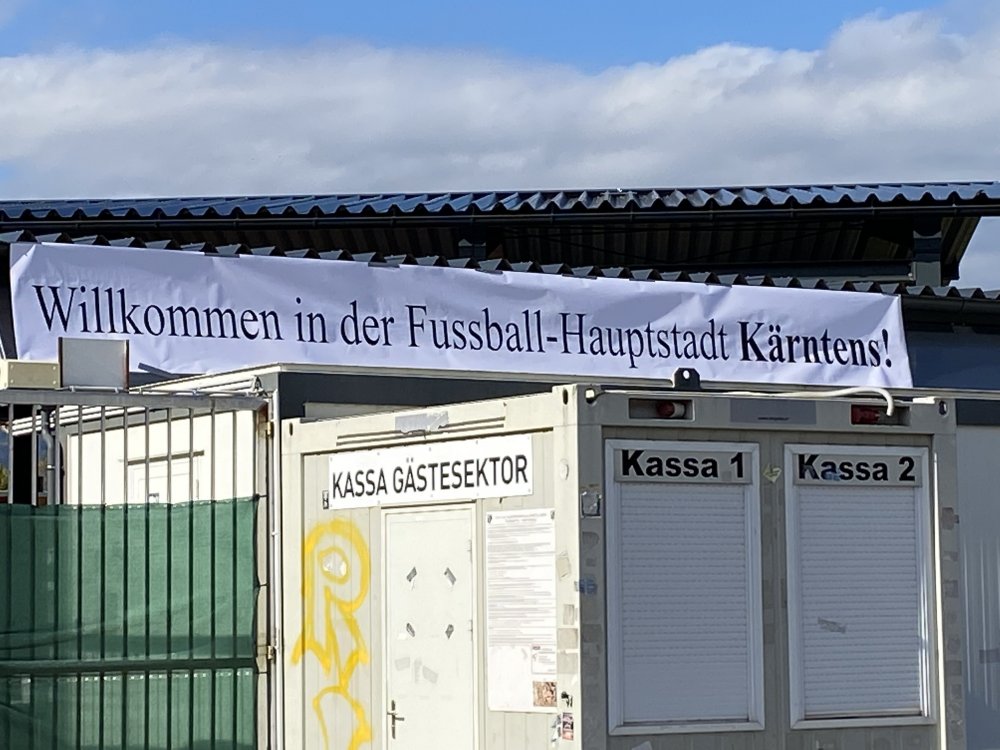 Willkommen in der Fussball-Hauptstadt Kärntens!
KASSA GÄSTESEKTOR
Kassa 1
Kassa 2